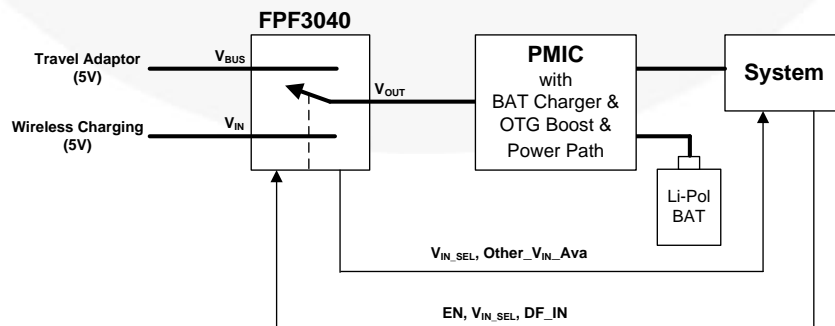 FPF3040
Travel Adaptor
(5V)
VBUS
Wireless Charging
(5V)
VIN
VOUT
PMIC
with
BAT Charger &
OTG Boost &
Power Path
System
Li-Pol
BAT
VIN_SEL, Other_VIN_Ava
EN, VIN_SEL, DF_IN